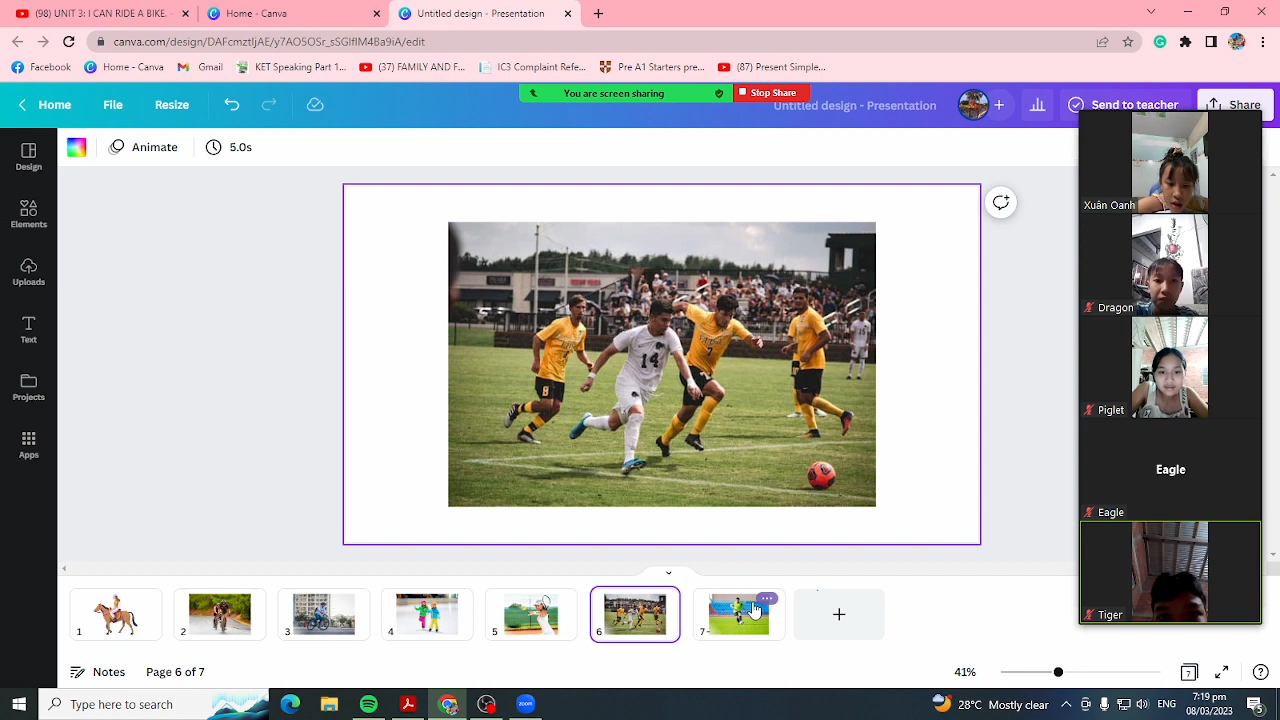 (98) UNIT 3: I CAN RIDE A BIKE.
Home - Canva
Untitled design - Presentation
canva.com/design/DAFcmztJjAE/y7AO5OSr_sSGlfIM4Ba9iA/edit
Facebook
Home - Canva
Gmail
KET Speaking Part 1...
(37) FAMILY AND F...
IC3 Complaint Refe...
Pre A1 Starters pre...
(87) Present Simple...
You are screen sharing
Stop Share
Home
File
Resize
Untitled design - Presentation
Send to teacher
Share
Animate
5.0s
Design
Elements
Uploads
Text
Projects
Apps
14
7
Xuân Oanh
Dragon
Piglet
Eagle
Eagle
Tiger
1
2
3
4
5
6
7
Notes
Page 6 of 7
41%
7
Type here to search
zoom
28°C Mostly clear
7:19 pm
08/03/2023